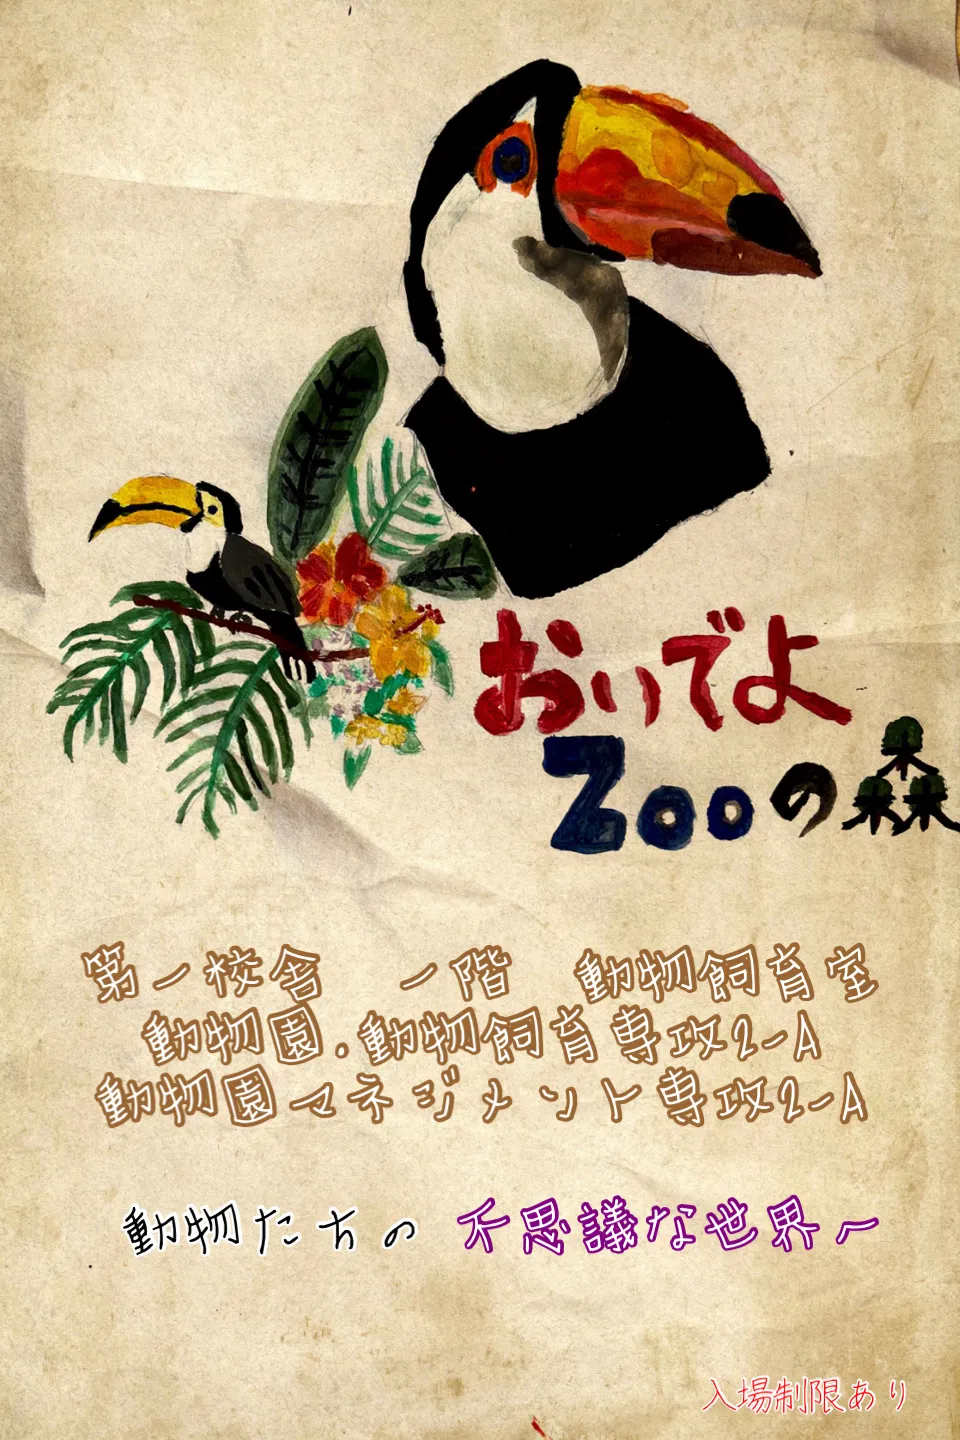 おいでよ
Zooの森
第一校舎　一階　動物飼育室
動物園.動物飼育専攻2-A
動物園マネジメント専攻2-A
動物たちの 不思議な世界へ
入場制限あり